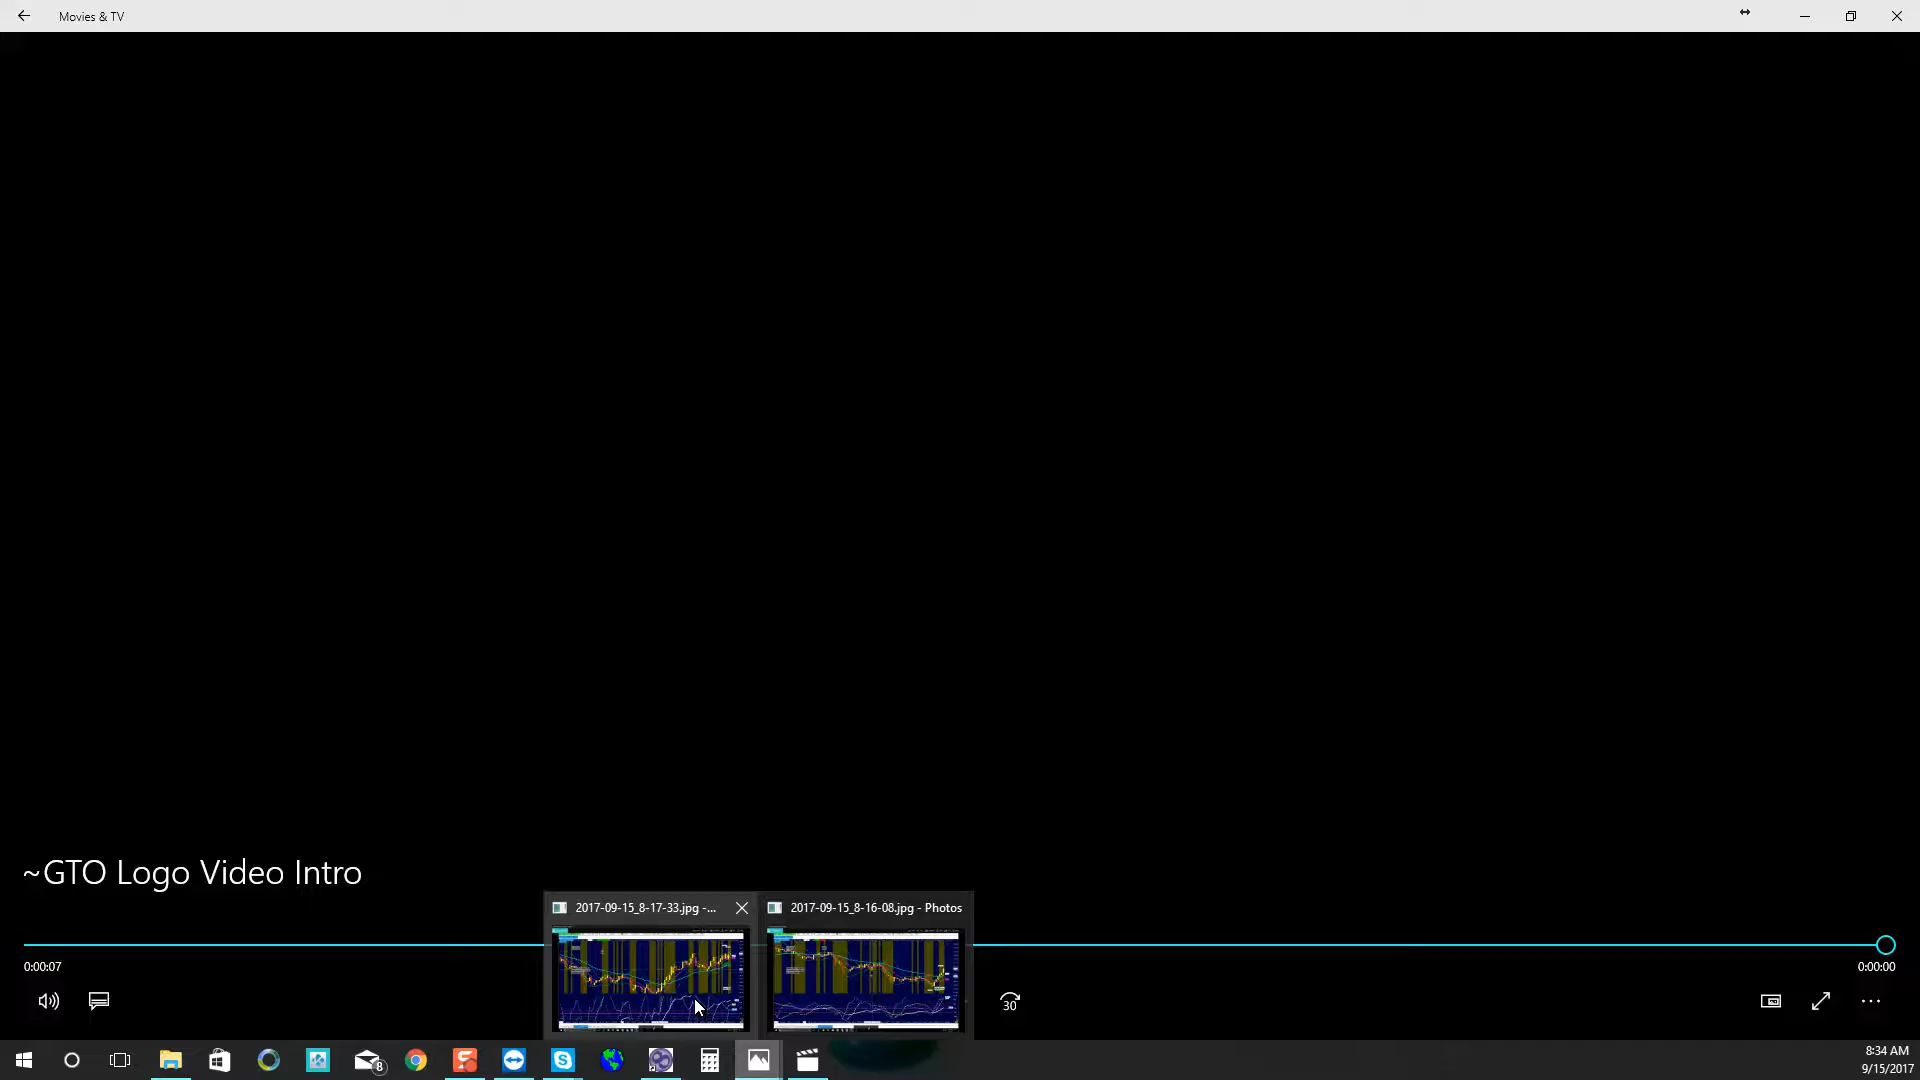 Movies & TV
~GTO Logo Video Intro
2017-09-15_8-17-33.jpg -...
2017-09-15_8-16-08.jpg - Photos
0:00:07
0:00:00
30
8
8:34 AM
9/15/2017